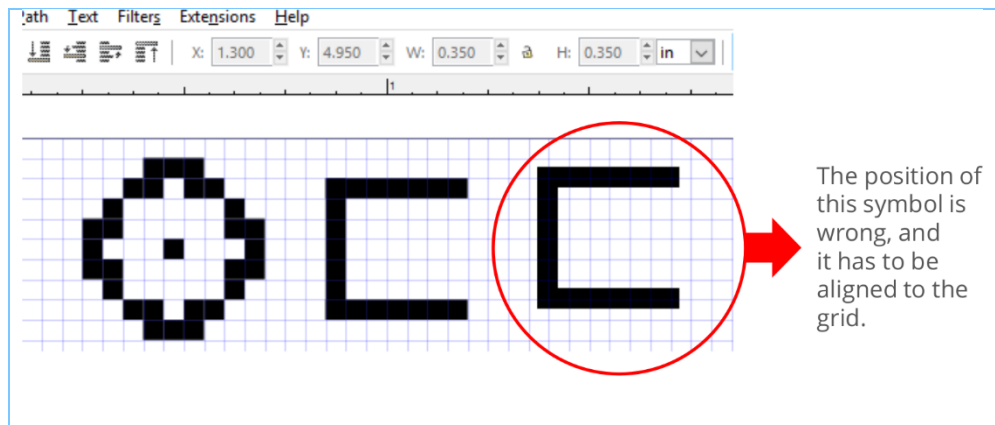 Path Text Filters Extensions Help
X: 1.300 Y: 4.950 W: 0.350 H: 0.350 in
1
The position of
this symbol is
wrong, and
it has to be
aligned to the
grid.